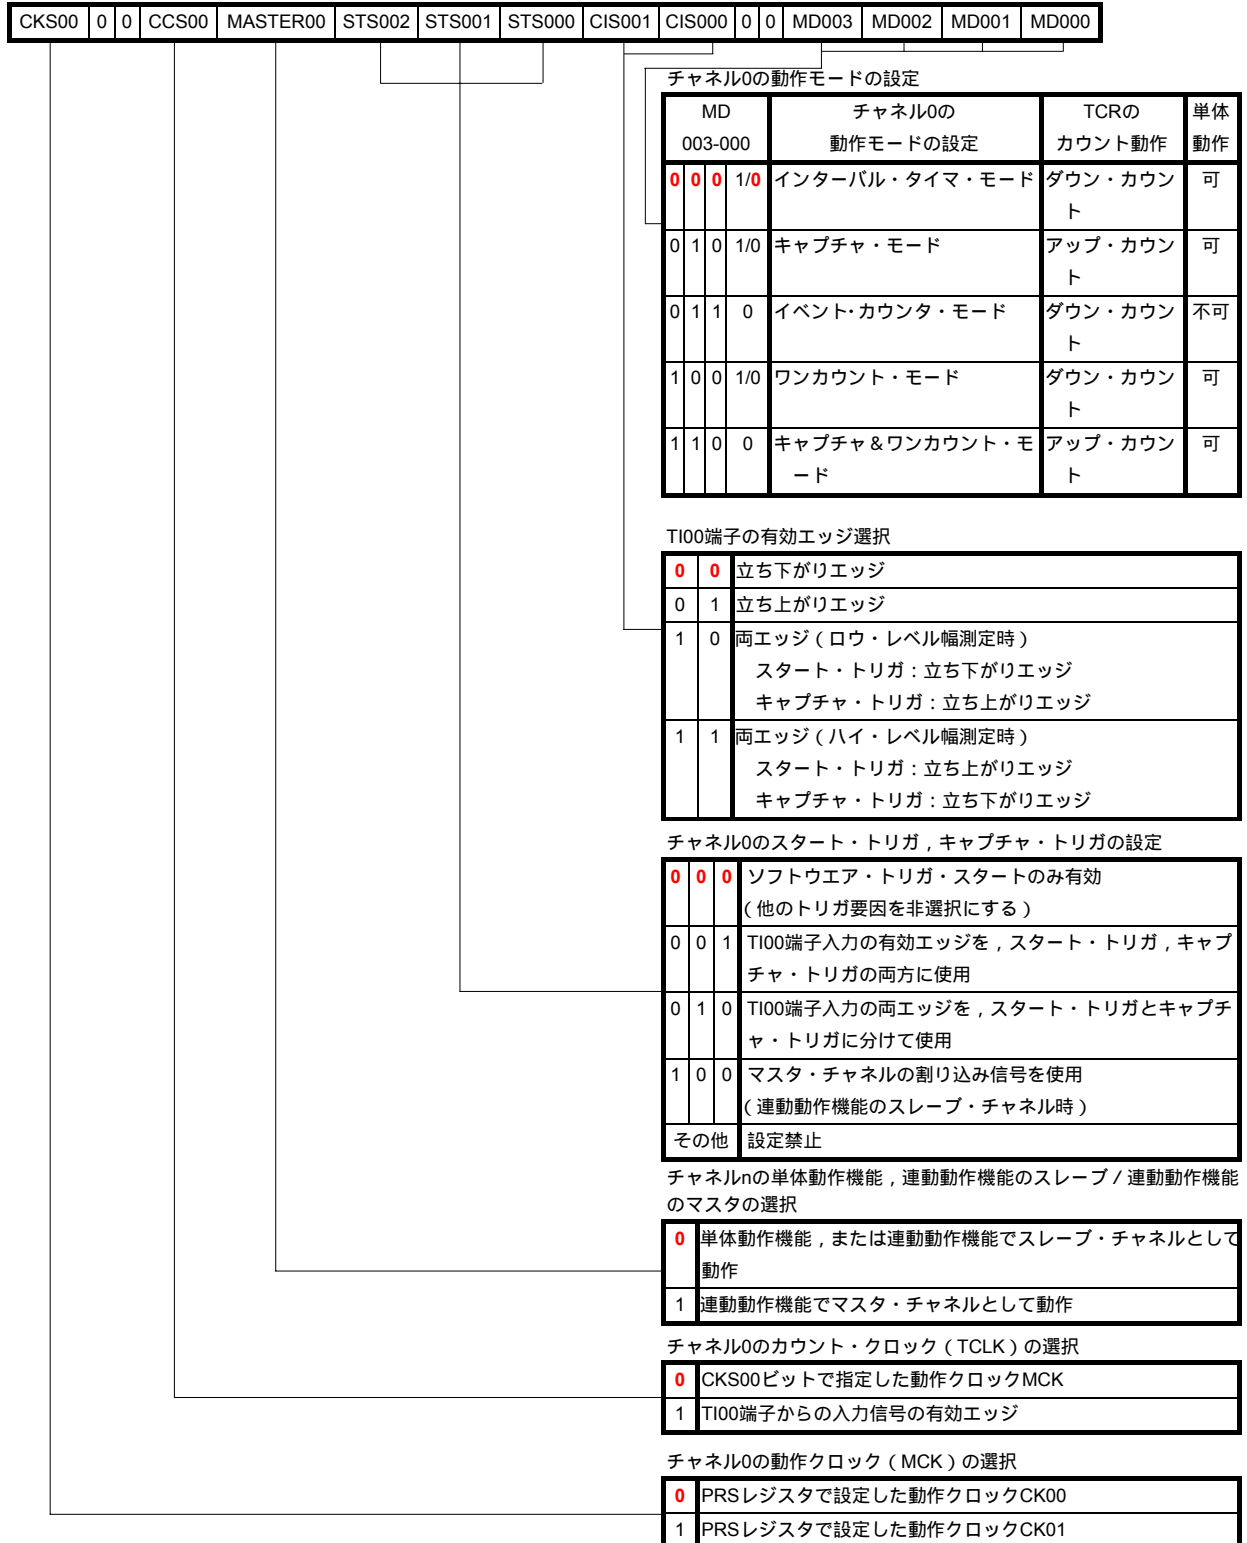 CKS00 0 0 CCS00 MASTER00 STS002 STS001 STS000 CIS001 CIS000 0 0 MD003 MD002 MD001 MD000
チャネル0の動作モードの設定
MD チャネル0の TCRの 単体
003-000 動作モードの設定 カウント動作 動作
0 0 0 1/0 インターバル・タイマ・モード ダウン・カウン 可
ト
0 1 0 1/0 キャプチャ・モード アップ・カウン 可
ト
0 1 1 0 イベント・カウンタ・モード ダウン・カウン 不可
ト
1 0 0 1/0 ワンカウント・モード ダウン・カウン 可
ト
1 1 0 0 キャプチャ&ワンカウント・モ アップ・カウン 可
ード ト
TI00端子の有効エッジ選択
0 0 立ち下がりエッジ
0 1 立ち上がりエッジ
1 0 両エッジ(ロウ・レベル幅測定時)
スタート・トリガ:立ち下がりエッジ
キャプチャ・トリガ:立ち上がりエッジ
1 1 両エッジ(ハイ・レベル幅測定時)
スタート・トリガ:立ち上がりエッジ
キャプチャ・トリガ:立ち下がりエッジ
チャネル0のスタート・トリガ,キャプチャ・トリガの設定
0 0 0 ソフトウエア・トリガ・スタートのみ有効
(他のトリガ要因を非選択にする)
0 0 1 TI00端子入力の有効エッジを,スタート・トリガ,キャプ
チャ・トリガの両方に使用
0 1 0 TI00端子入力の両エッジを,スタート・トリガとキャプチ
ャ・トリガに分けて使用
1 0 0 マスタ・チャネルの割り込み信号を使用
(連動動作機能のスレーブ・チャネル時)
その他 設定禁止
チャネルnの単体動作機能,連動動作機能のスレーブ/連動動作機能
のマスタの選択
0 単体動作機能,または連動動作機能でスレーブ・チャネルとして
動作
1 連動動作機能でマスタ・チャネルとして動作
チャネル0のカウント・クロック(TCLK)の選択
0 CKS00ビットで指定した動作クロックMCK
1 TI00端子からの入力信号の有効エッジ
チャネル0の動作クロック(MCK)の選択
0 PRSレジスタで設定した動作クロックCK00
1 PRSレジスタで設定した動作クロックCK01